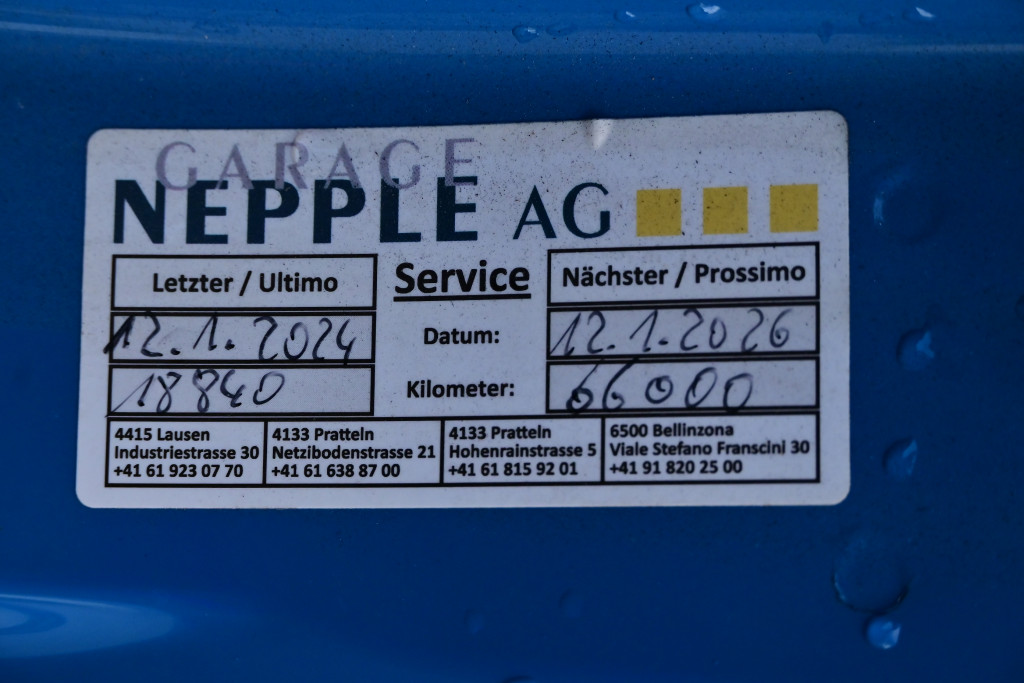 GARAGE
NEPPLE AG
Letzter / Ultimo Service Nächster / Prossimo
12.1.2024 Datum: 12.1.2026
18840 Kilometer: 66000
4415 Lausen
Industriestrasse 30
+41 61 923 07 70
4133 Pratteln
Netzibodenstrasse 21
+41 61 638 87 00
4133 Pratteln
Hohenrainstrasse 5
+41 61 815 92 01
6500 Bellinzona
Viale Stefano Franscini 30
+41 91 820 25 00